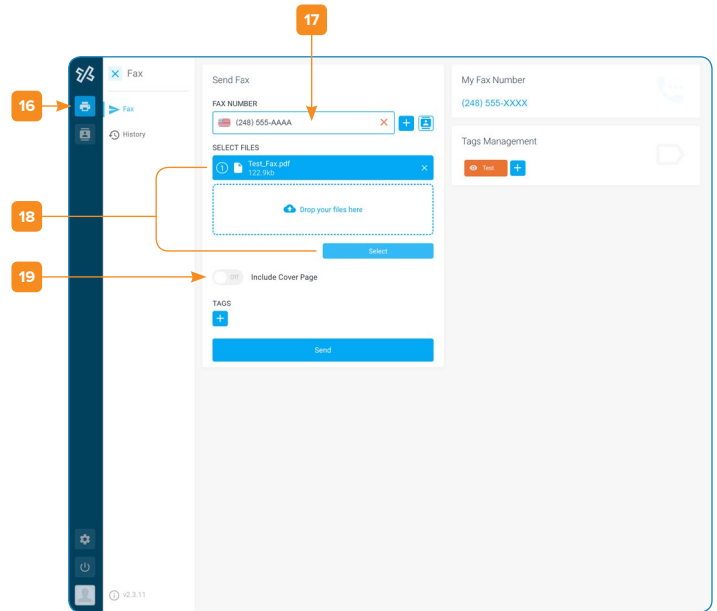 17
Fax
Send Fax
My Fax Number
(248) 555-XXXX
16
Fax
FAX NUMBER
(248) 555-AAAA
History
SELECT FILES
Tags Management
1
Test_Fax.pdf
122.9kb
Test
18
Drop your files here
Select
19
Off
Include Cover Page
TAGS
Send
v2.3.11